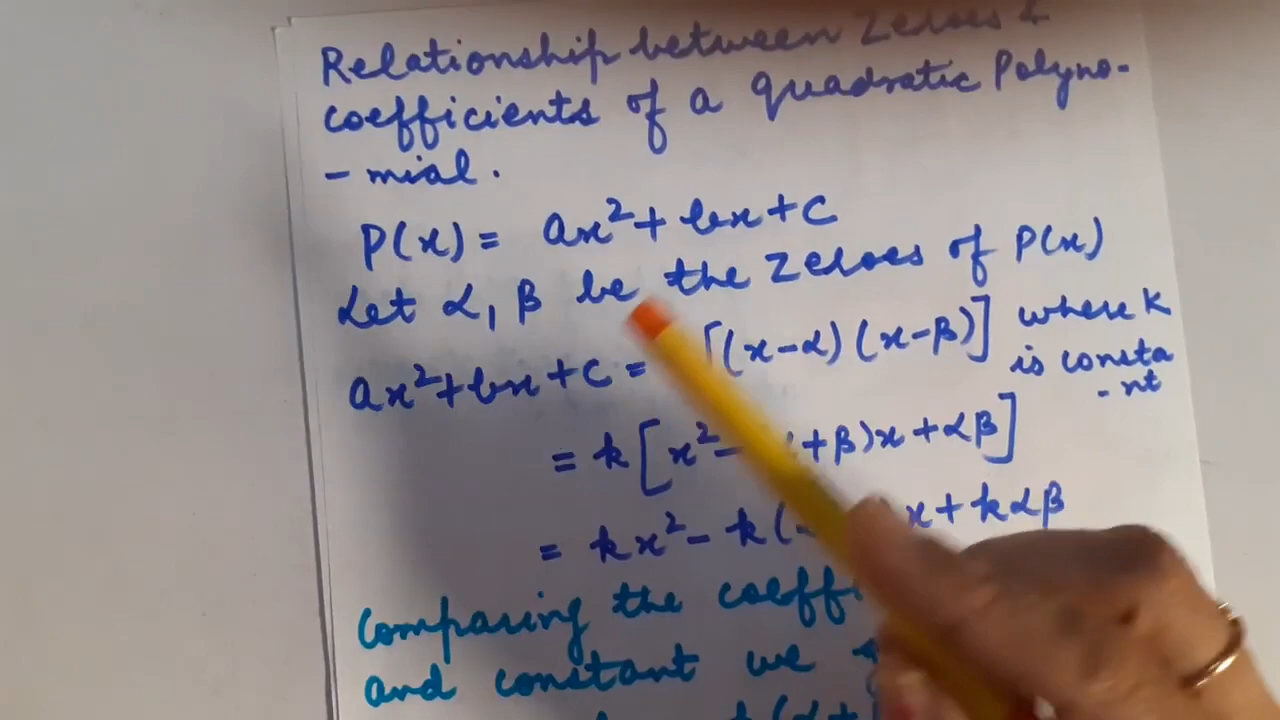 Relationship between Zeroes &
coefficients of a quadratic Polyno-
-mial.
P(x) = ax²+bx+c
Let α, β be the Zeroes of P(x)
ax²+bx+c = [(x-α)(x-β)] where K
is consta
-nt
= k[x²- +β)x+αβ]
= kx²-k( x+kαβ
Comparing the
and constant we